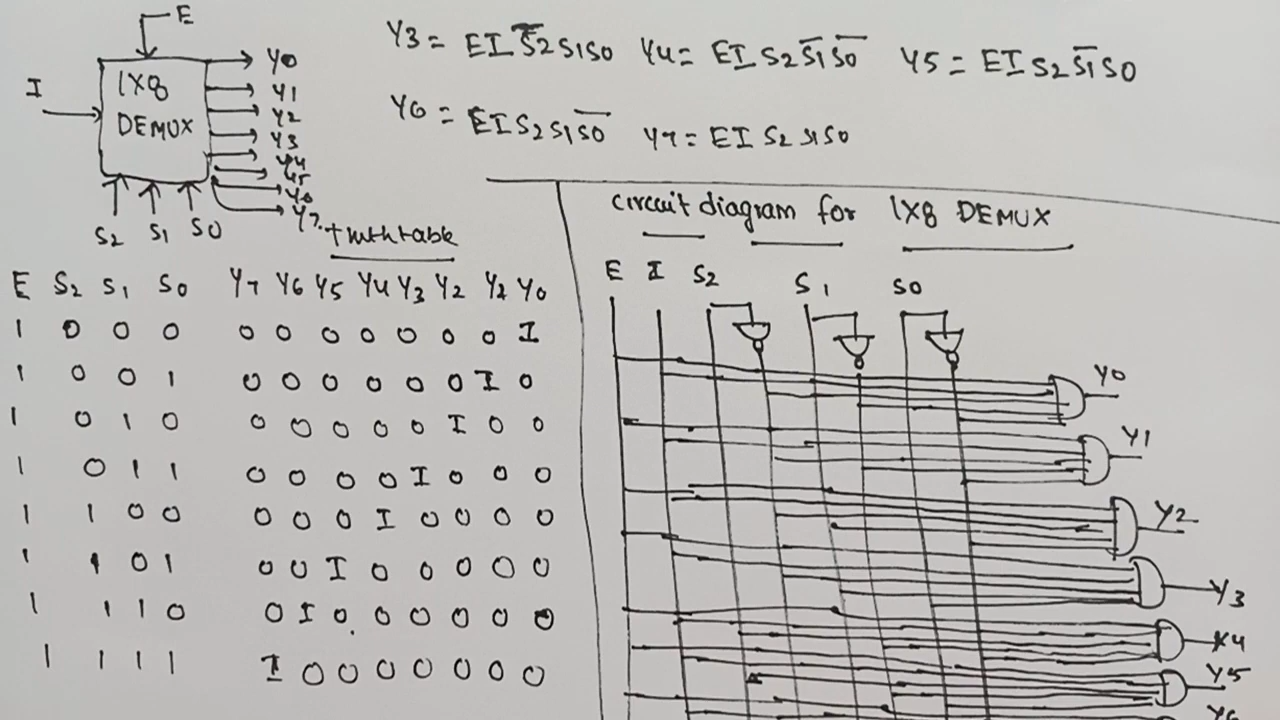 E
I
1X8
DEMUX
Y0
Y1
Y2
Y3
Y4
Y5
Y6
Y7
S2 S1 S0
Y3 = EI S̅2̅ S1S0 Y4 = EI S2 S̅1̅ S̅0̅ Y5 = EI S2 S̅1̅ S0
Y6 = EI S2 S1 S̅0̅ Y7 = EI S2 S1 S0
truthtable
E S2 S1 S0 Y7 Y6 Y5 Y4 Y3 Y2 Y1 Y0
1 0 0 0 0 0 0 0 0 0 0 I
1 0 0 1 0 0 0 0 0 0 I 0
1 0 1 0 0 0 0 0 0 I 0 0
1 0 1 1 0 0 0 0 I 0 0 0
1 1 0 0 0 0 0 I 0 0 0 0
1 1 0 1 0 0 I 0 0 0 0 0
1 1 1 0 0 I 0 0 0 0 0 0
1 1 1 1 I 0 0 0 0 0 0 0
circuit diagram for 1X8 DEMUX
E I S2 S1 S0
Y0
Y1
Y2
Y3
Y4
Y5
Y6